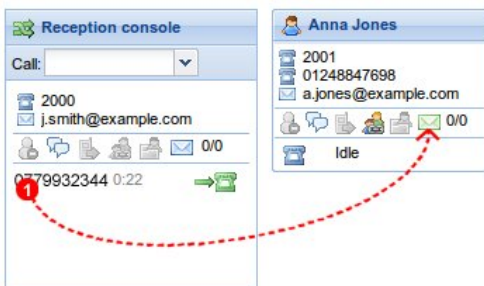 Reception console
Call:
2000
j.smith@example.com
0/0
0779932344 0:22
1
Anna Jones
2001
01248847698
a.jones@example.com
0/0
Idle